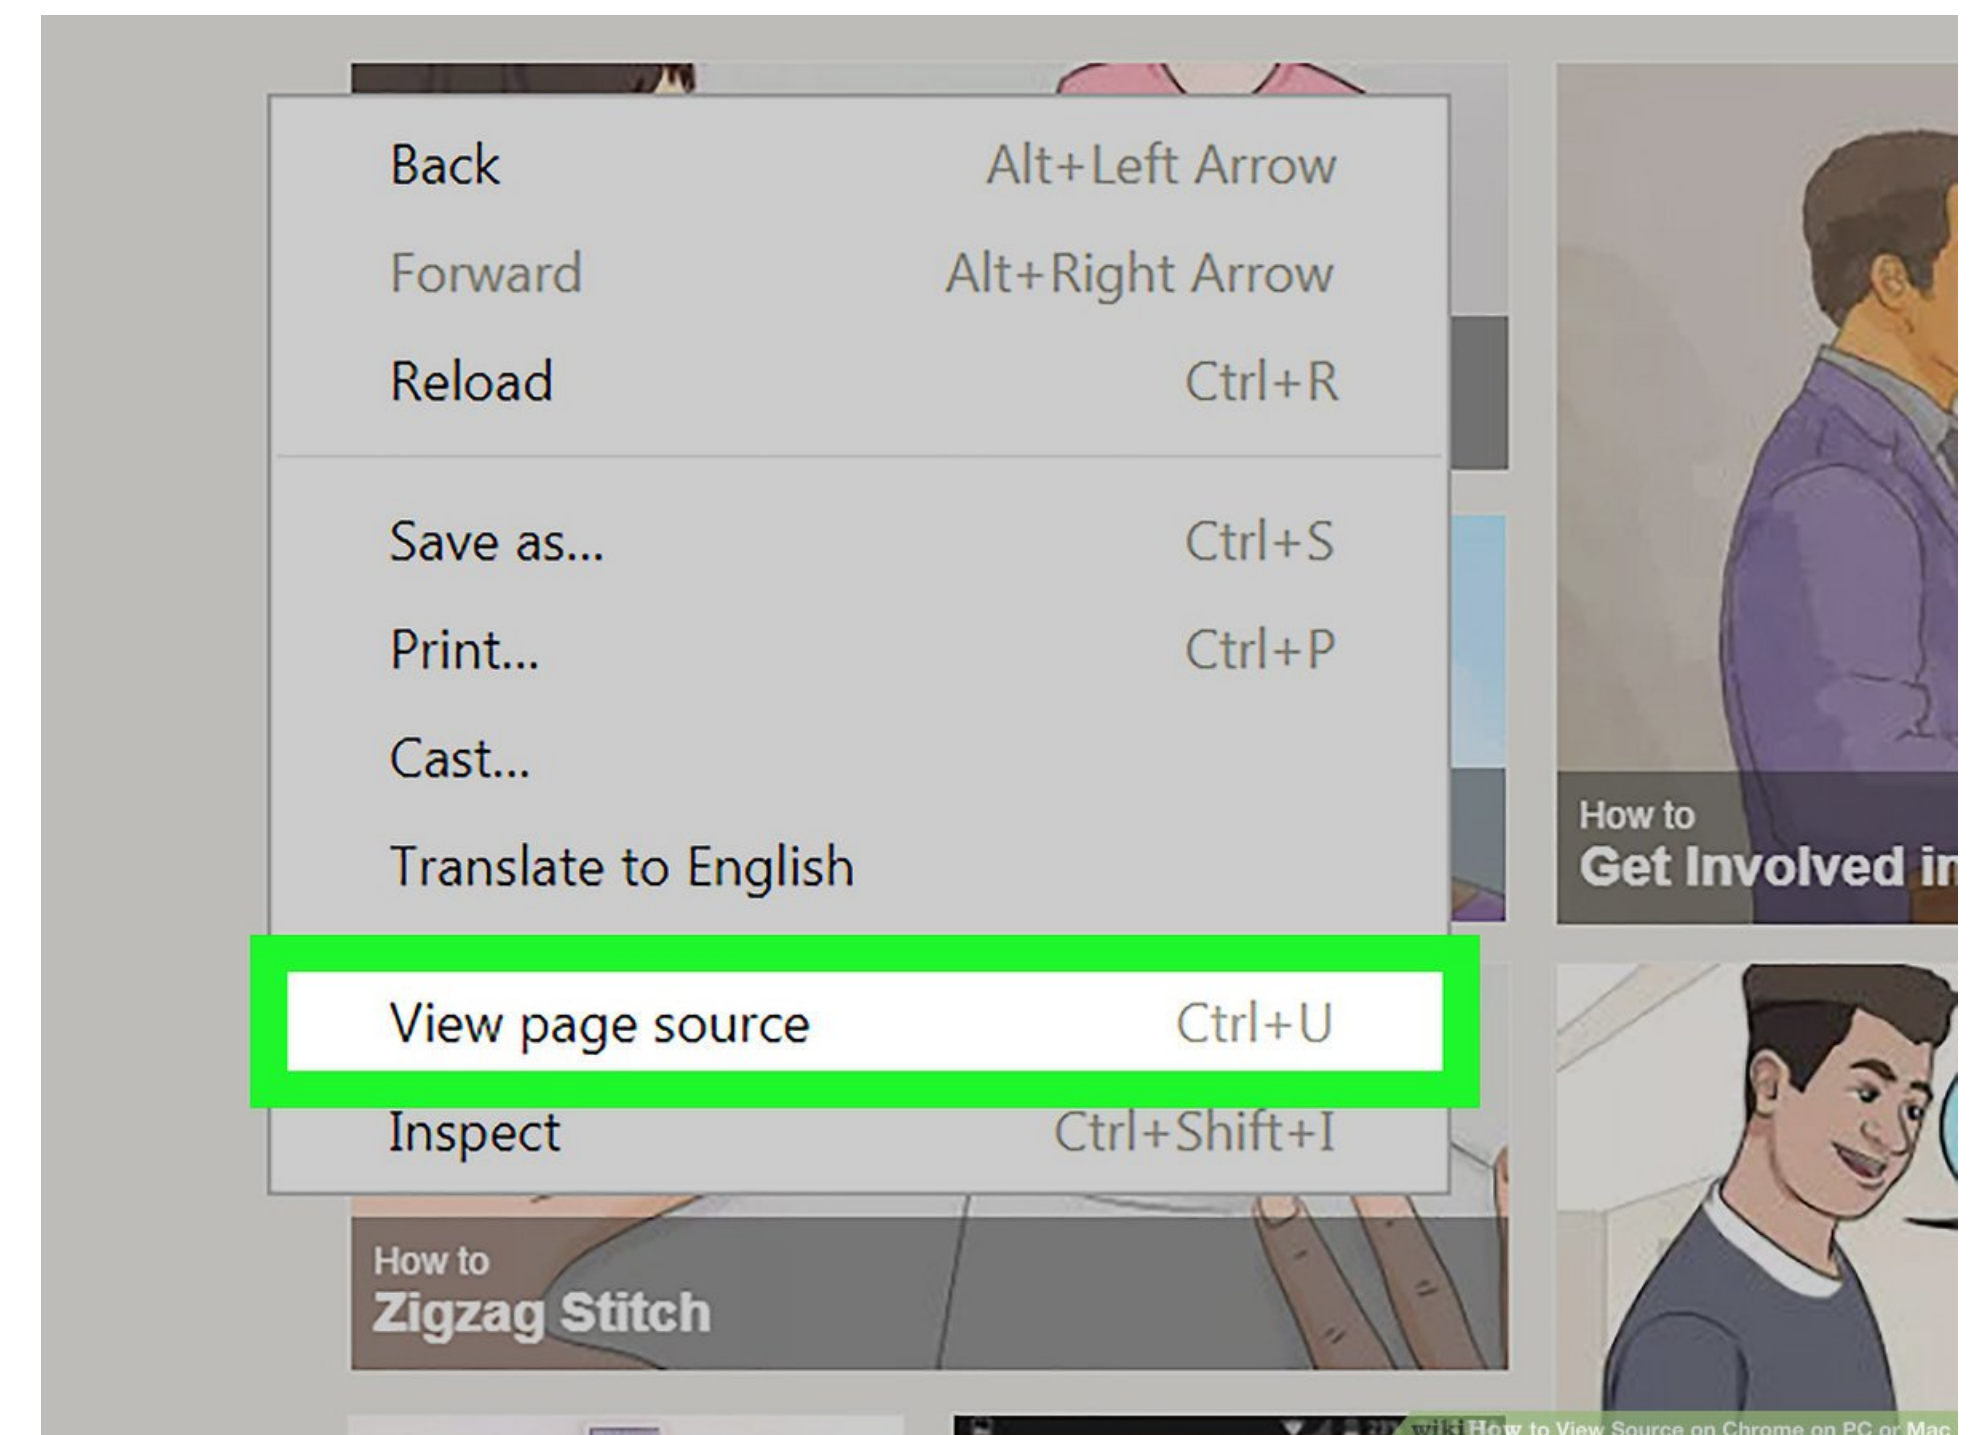 Back Alt+Left Arrow
Forward Alt+Right Arrow
Reload Ctrl+R
Save as... Ctrl+S
Print... Ctrl+P
Cast...
Translate to English
View page source Ctrl+U
Inspect Ctrl+Shift+I
How to
Get Involved in
How to
Zigzag Stitch
23%
wikiHow to View Source on Chrome on PC or Mac